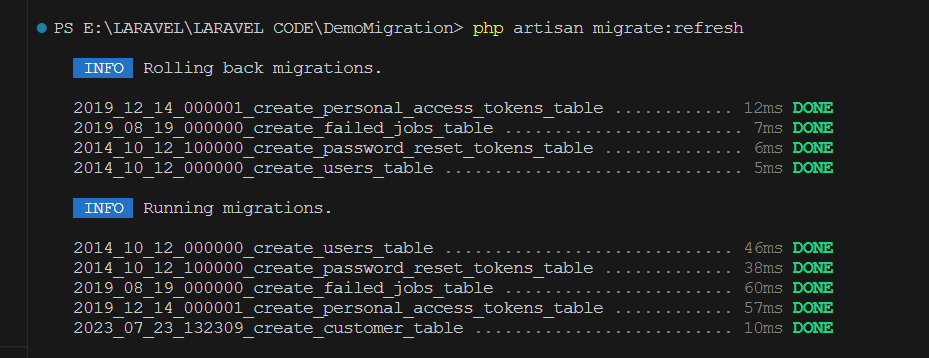 PS E:\LARAVEL\LARAVEL CODE\DemoMigration> php artisan migrate:refresh
INFO Rolling back migrations.
2019_12_14_000001_create_personal_access_tokens_table ............ 12ms DONE
2019_08_19_000000_create_failed_jobs_table ........................ 7ms DONE
2014_10_12_100000_create_password_reset_tokens_table .............. 6ms DONE
2014_10_12_000000_create_users_table .............................. 5ms DONE
INFO Running migrations.
2014_10_12_000000_create_users_table ............................. 46ms DONE
2014_10_12_100000_create_password_reset_tokens_table ............. 38ms DONE
2019_08_19_000000_create_failed_jobs_table ....................... 60ms DONE
2019_12_14_000001_create_personal_access_tokens_table ............ 57ms DONE
2023_07_23_132309_create_customer_table .......................... 10ms DONE